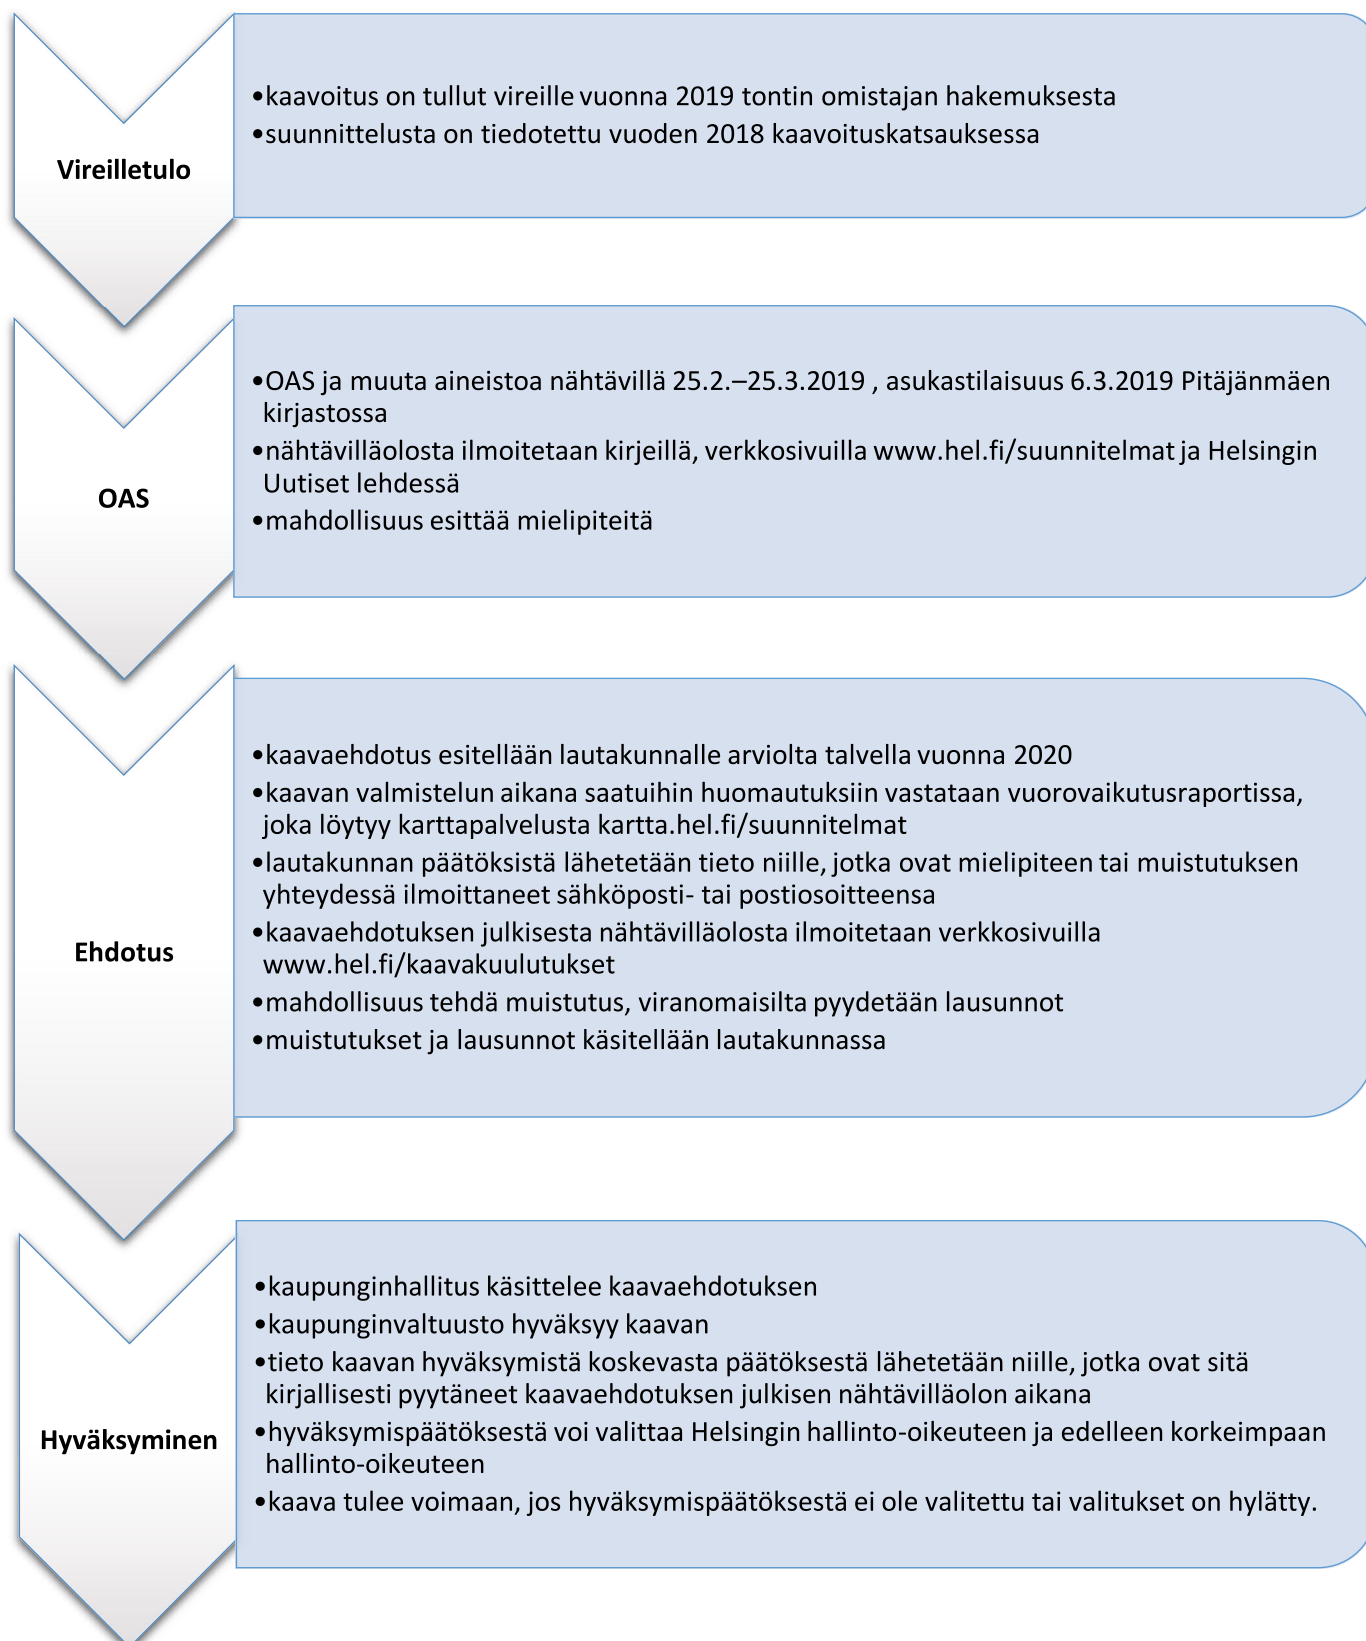 Vireilletulo
•kaavoitus on tullut vireille vuonna 2019 tontin omistajan hakemuksesta
•suunnittelusta on tiedotettu vuoden 2018 kaavoituskatsauksessa
OAS
•OAS ja muuta aineistoa nähtävillä 25.2.–25.3.2019 , asukastilaisuus 6.3.2019 Pitäjänmäen
kirjastossa
•nähtävilläolosta ilmoitetaan kirjeillä, verkkosivuilla www.hel.fi/suunnitelmat ja Helsingin
Uutiset lehdessä
•mahdollisuus esittää mielipiteitä
Ehdotus
•kaavaehdotus esitellään lautakunnalle arviolta talvella vuonna 2020
•kaavan valmistelun aikana saatuihin huomautuksiin vastataan vuorovaikutusraportissa,
joka löytyy karttapalvelusta kartta.hel.fi/suunnitelmat
•lautakunnan päätöksistä lähetetään tieto niille, jotka ovat mielipiteen tai muistutuksen
yhteydessä ilmoittaneet sähköposti- tai postiosoitteensa
•kaavaehdotuksen julkisesta nähtävilläolosta ilmoitetaan verkkosivuilla
www.hel.fi/kaavakuulutukset
•mahdollisuus tehdä muistutus, viranomaisilta pyydetään lausunnot
•muistutukset ja lausunnot käsitellään lautakunnassa
Hyväksyminen
•kaupunginhallitus käsittelee kaavaehdotuksen
•kaupunginvaltuusto hyväksyy kaavan
•tieto kaavan hyväksymistä koskevasta päätöksestä lähetetään niille, jotka ovat sitä
kirjallisesti pyytäneet kaavaehdotuksen julkisen nähtävilläolon aikana
•hyväksymispäätöksestä voi valittaa Helsingin hallinto-oikeuteen ja edelleen korkeimpaan
hallinto-oikeuteen
•kaava tulee voimaan, jos hyväksymispäätöksestä ei ole valitettu tai valitukset on hylätty.